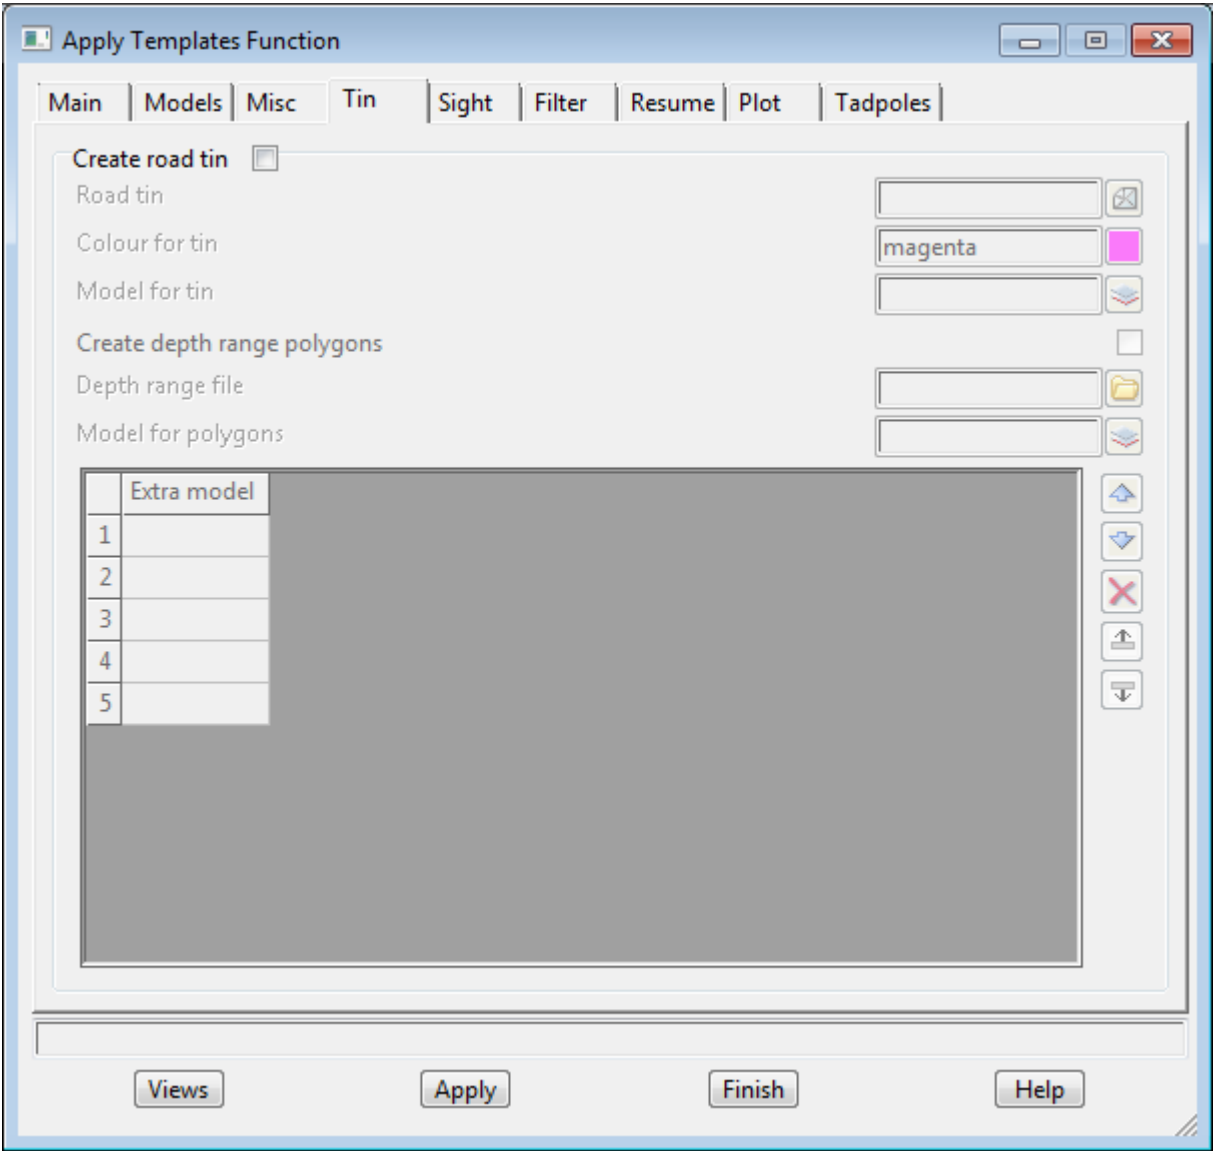 Apply Templates Function
Main Models Misc Tin Sight Filter Resume Plot Tadpoles
Create road tin
Road tin
Colour for tin magenta
Model for tin
Create depth range polygons
Depth range file
Model for polygons
Extra model
1
2
3
4
5
Views Apply Finish Help